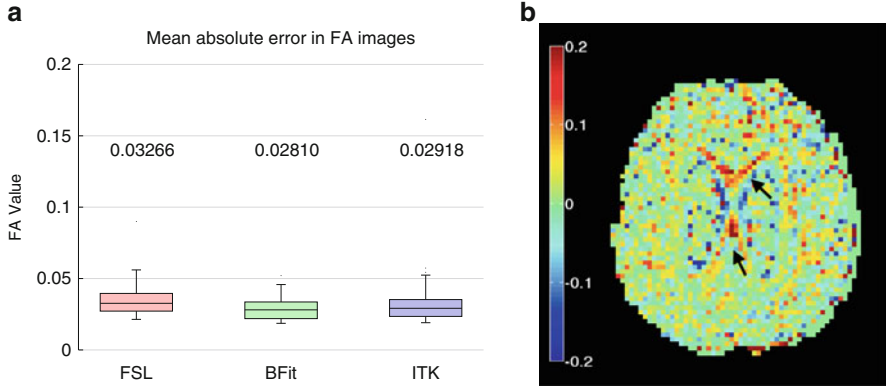 a
Mean absolute error in FA images
FA Value
0.2
0.15
0.1
0.05
0
0.03266
0.02810
0.02918
FSL
BFit
ITK
b
0.2
0.1
0
-0.1
-0.2